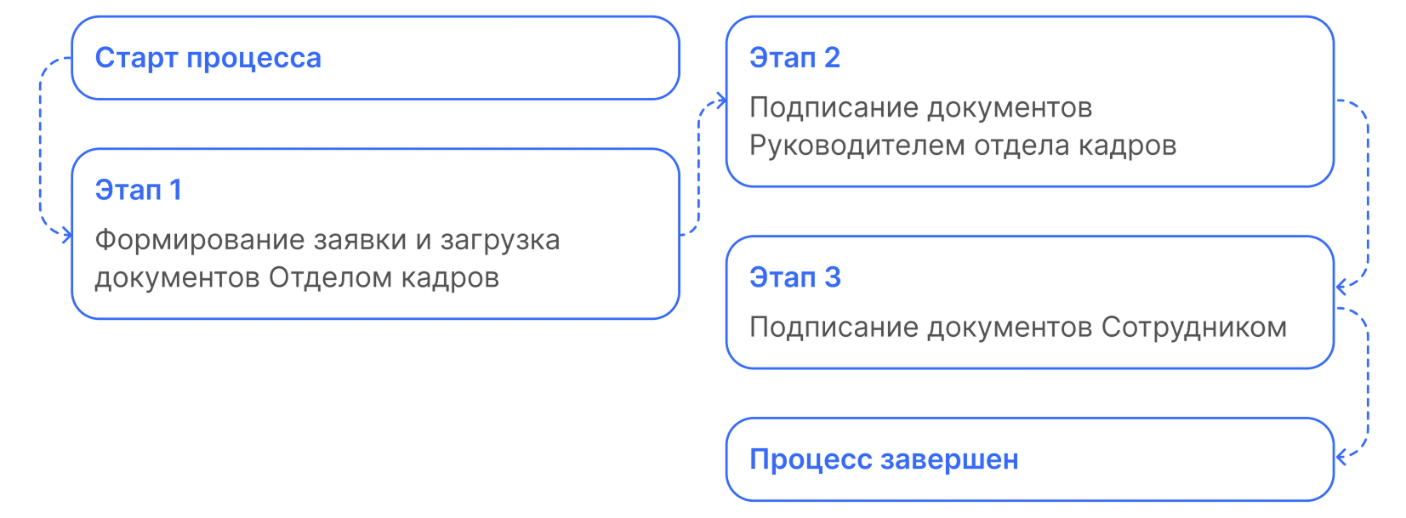 Старт процесса
Этап 1
Формирование заявки и загрузка
документов Отделом кадров
Этап 2
Подписание документов
Руководителем отдела кадров
Этап 3
Подписание документов Сотрудником
Процесс завершен